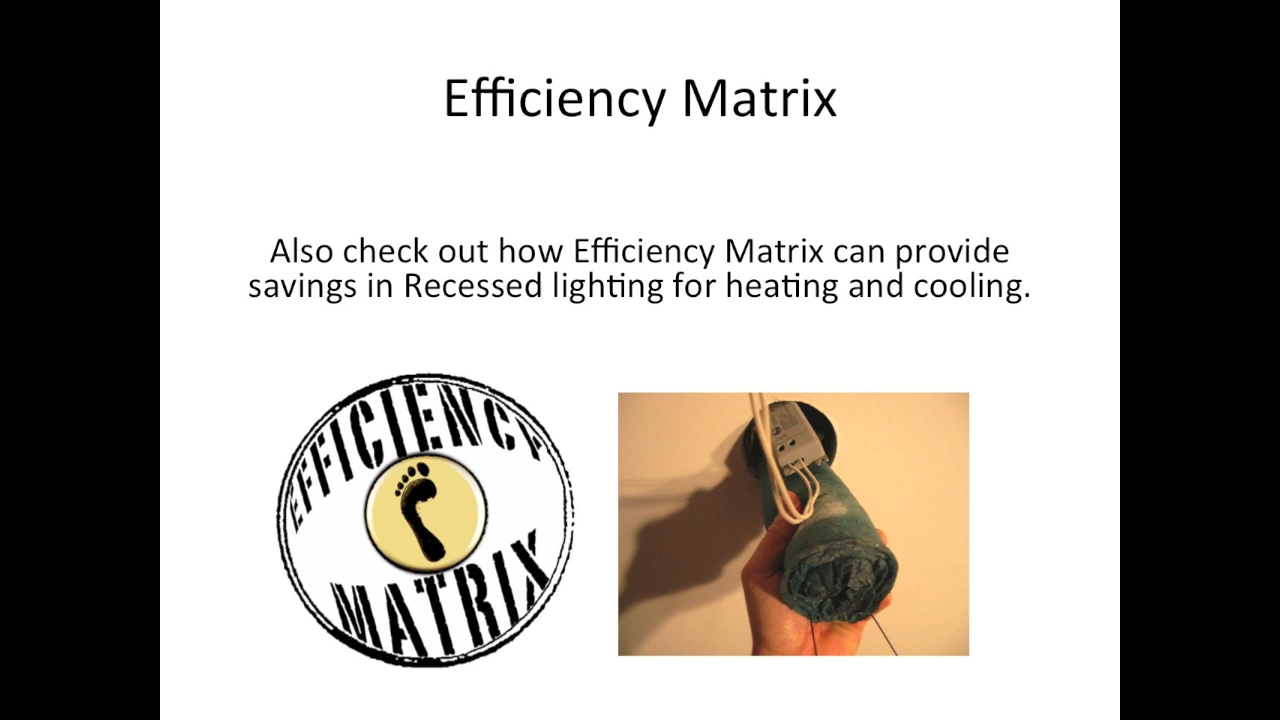 Efficiency Matrix
Also check out how Efficiency Matrix can provide
savings in Recessed lighting for heating and cooling.
EFFICIENCY
MATRIX